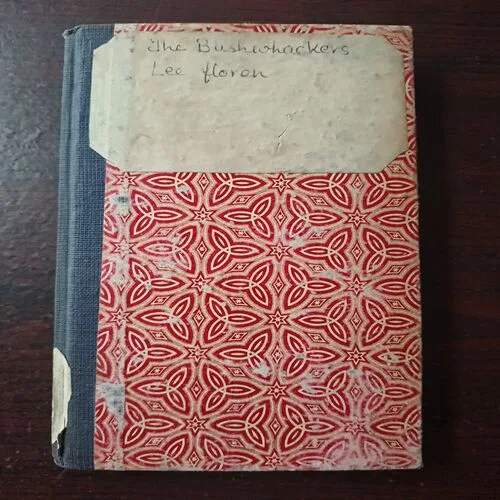 The Bushwhackers
Lee floren